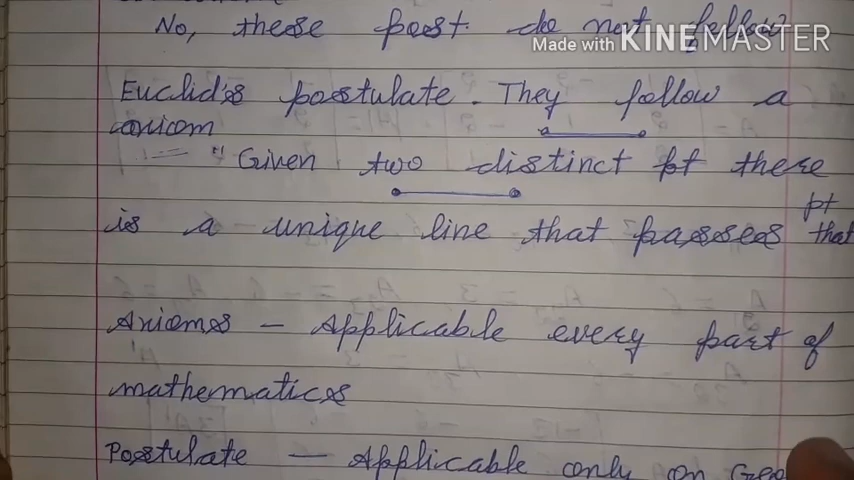 No, these post. do not follow
Made with KINEMASTER
Euclid's postulate. They follow a
axiom
"Given two distinct pt there
is a unique line that passes that
pt
Axioms — Applicable every part of
mathematics
Postulate — Applicable only on Geo